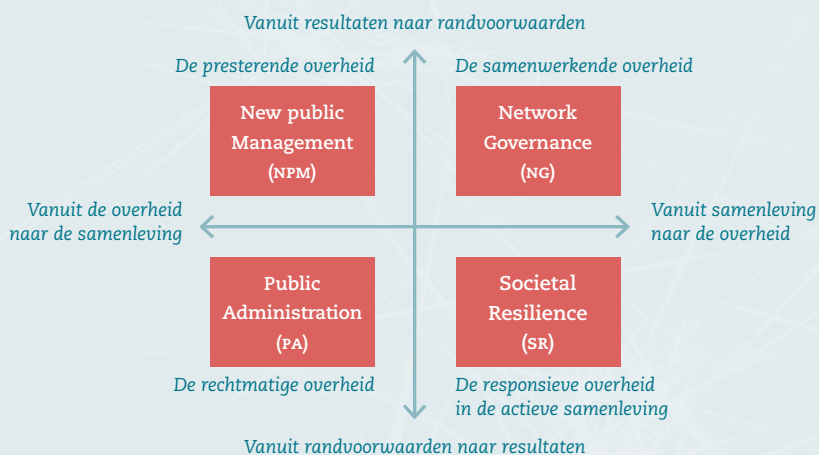 Vanuit resultaten naar randvoorwaarden
De presterende overheid
De samenwerkende overheid
New public
Management
(NPM)
Network
Governance
(NG)
Vanuit de overheid
naar de samenleving
Vanuit samenleving
naar de overheid
Public
Administration
(PA)
Societal
Resilience
(SR)
De rechtmatige overheid
De responsieve overheid
in de actieve samenleving
Vanuit randvoorwaarden naar resultaten